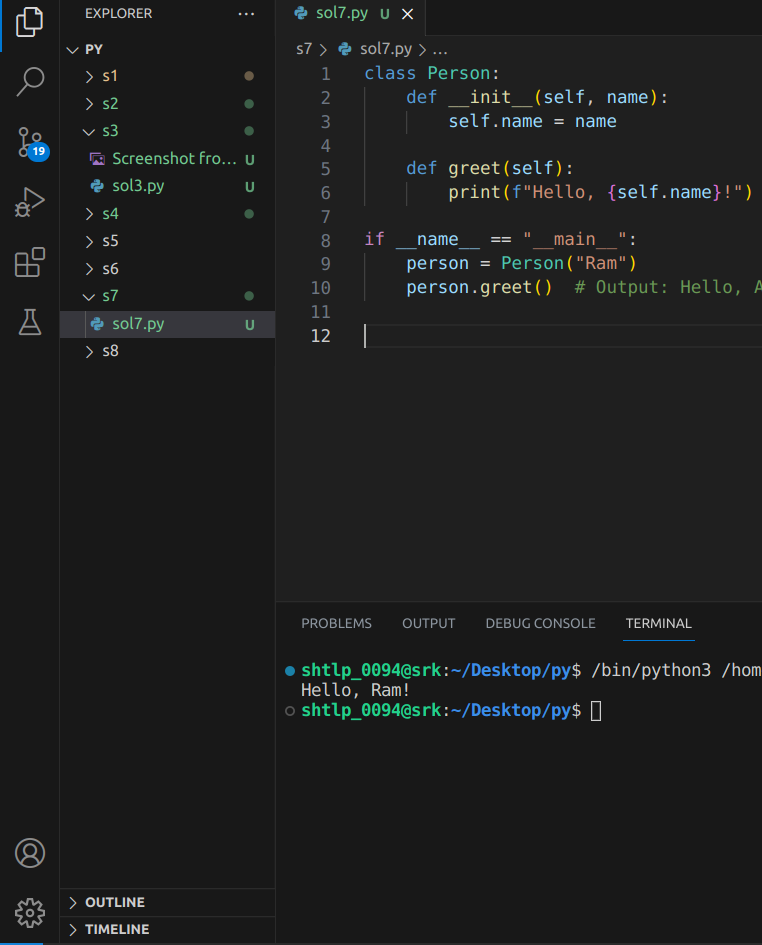 EXPLORER ...
PY
s1
s2
s3
Screenshot fro... U
sol3.py U
s4
s5
s6
s7
sol7.py U
s8
OUTLINE
TIMELINE
19
sol7.py U
s7 > sol7.py > ...
1 class Person:
2     def __init__(self, name):
3         self.name = name
4
5     def greet(self):
6         print(f"Hello, {self.name}!")
7
8 if __name__ == "__main__":
9     person = Person("Ram")
10     person.greet()  # Output: Hello, A
11
12
PROBLEMS OUTPUT DEBUG CONSOLE TERMINAL
shtlp_0094@srk:~/Desktop/py$ /bin/python3 /hom
Hello, Ram!
shtlp_0094@srk:~/Desktop/py$